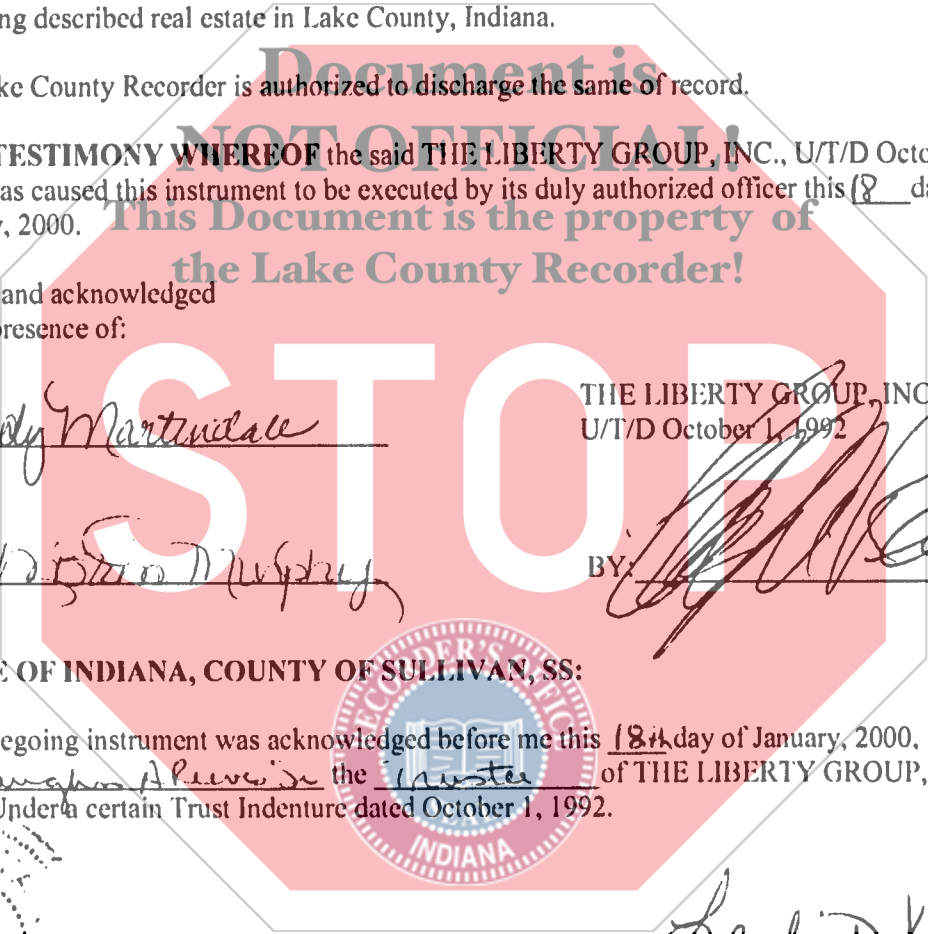 ng described real estate in Lake County, Indiana.
Document is
ke County Recorder is authorized to discharge the same of record.
NOT OFFICIAL!
TESTIMONY WHEREOF the said THE LIBERTY GROUP, INC., U/T/D Octo
as caused this instrument to be executed by its duly authorized officer this 18 da
This Document is the property of
y, 2000.
the Lake County Recorder!
and acknowledged
presence of:
STOP
THE LIBERTY GROUP, INC
U/T/D October 1, 1992
dy Martindale
Murphy
BY:
E OF INDIANA, COUNTY OF SULLIVAN, SS:
RECORDER'S OFFICE
egoing instrument was acknowledged before me this 18th day of January, 2000,
A Reeves Jr the Trustee of THE LIBERTY GROUP,
Under a certain Trust Indenture dated October 1, 1992.
INDIANA